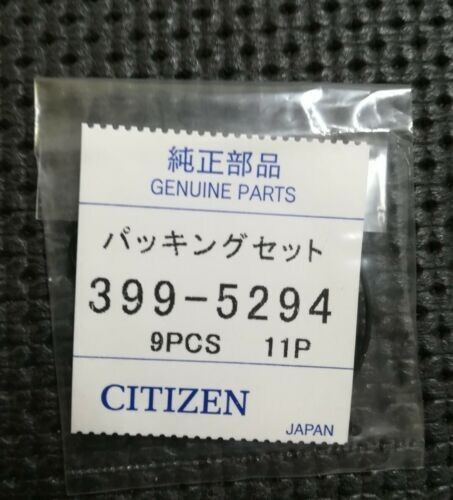 純正部品
GENUINE PARTS
パッキングセット
399-5294
9PCS 11P
CITIZEN
JAPAN